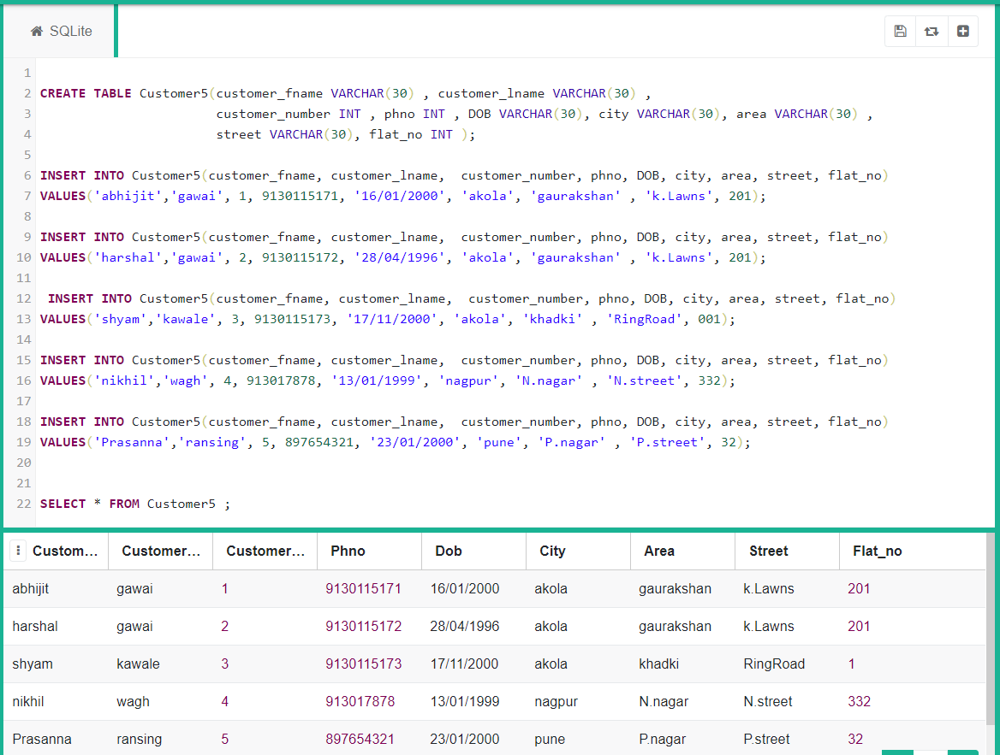 SQLite
1
2 CREATE TABLE Customer5(customer_fname VARCHAR(30) , customer_lname VARCHAR(30) ,
3 customer_number INT , phno INT , DOB VARCHAR(30), city VARCHAR(30), area VARCHAR(30) ,
4 street VARCHAR(30), flat_no INT );
5
6 INSERT INTO Customer5(customer_fname, customer_lname,  customer_number, phno, DOB, city, area, street, flat_no)
7 VALUES('abhijit','gawai', 1, 9130115171, '16/01/2000', 'akola', 'gaurakshan' , 'k.Lawns', 201);
8
9 INSERT INTO Customer5(customer_fname, customer_lname,  customer_number, phno, DOB, city, area, street, flat_no)
10 VALUES('harshal','gawai', 2, 9130115172, '28/04/1996', 'akola', 'gaurakshan' , 'k.Lawns', 201);
11
12  INSERT INTO Customer5(customer_fname, customer_lname,  customer_number, phno, DOB, city, area, street, flat_no)
13 VALUES('shyam','kawale', 3, 9130115173, '17/11/2000', 'akola', 'khadki' , 'RingRoad', 001);
14
15 INSERT INTO Customer5(customer_fname, customer_lname,  customer_number, phno, DOB, city, area, street, flat_no)
16 VALUES('nikhil','wagh', 4, 913017878, '13/01/1999', 'nagpur', 'N.nagar' , 'N.street', 332);
17
18 INSERT INTO Customer5(customer_fname, customer_lname,  customer_number, phno, DOB, city, area, street, flat_no)
19 VALUES('Prasanna','ransing', 5, 897654321, '23/01/2000', 'pune', 'P.nagar' , 'P.street', 32);
20
21
22 SELECT * FROM Customer5 ;
Custom... Customer... Customer... Phno Dob City Area Street Flat_no
abhijit gawai 1 9130115171 16/01/2000 akola gaurakshan k.Lawns 201
harshal gawai 2 9130115172 28/04/1996 akola gaurakshan k.Lawns 201
shyam kawale 3 9130115173 17/11/2000 akola khadki RingRoad 1
nikhil wagh 4 913017878 13/01/1999 nagpur N.nagar N.street 332
Prasanna ransing 5 897654321 23/01/2000 pune P.nagar P.street 32